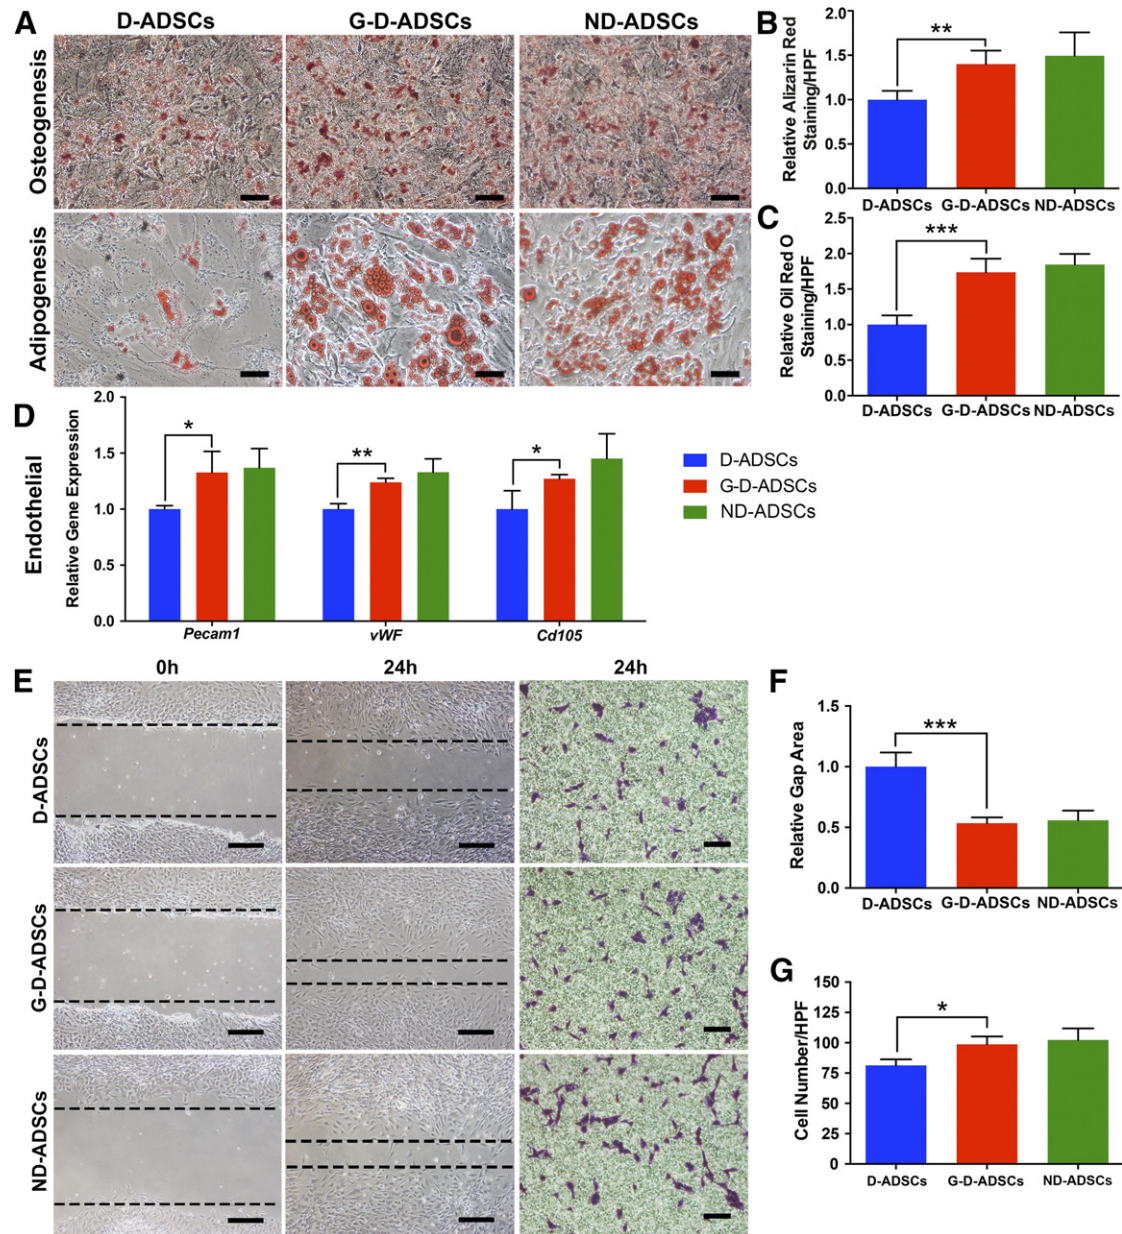 A
D-ADSCs
G-D-ADSCs
ND-ADSCs
Osteogenesis
Adipogenesis
B
Relative Alizarin Red
Staining/HPF
2.0
1.5
1.0
0.5
0.0
**
D-ADSCs
G-D-ADSCs
ND-ADSCs
C
Relative Oil Red O
Staining/HPF
2.5
2.0
1.5
1.0
0.5
0.0
***
D-ADSCs
G-D-ADSCs
ND-ADSCs
D
Endothelial
Relative Gene Expression
2.0
1.5
1.0
0.5
0.0
*
**
*
Pecam1
vWF
Cd105
D-ADSCs
G-D-ADSCs
ND-ADSCs
E
0h
24h
24h
D-ADSCs
G-D-ADSCs
ND-ADSCs
F
Relative Gap Area
1.5
1.0
0.5
0.0
***
D-ADSCs
G-D-ADSCs
ND-ADSCs
G
Cell Number/HPF
150
125
100
75
50
25
0
*
D-ADSCs
G-D-ADSCs
ND-ADSCs